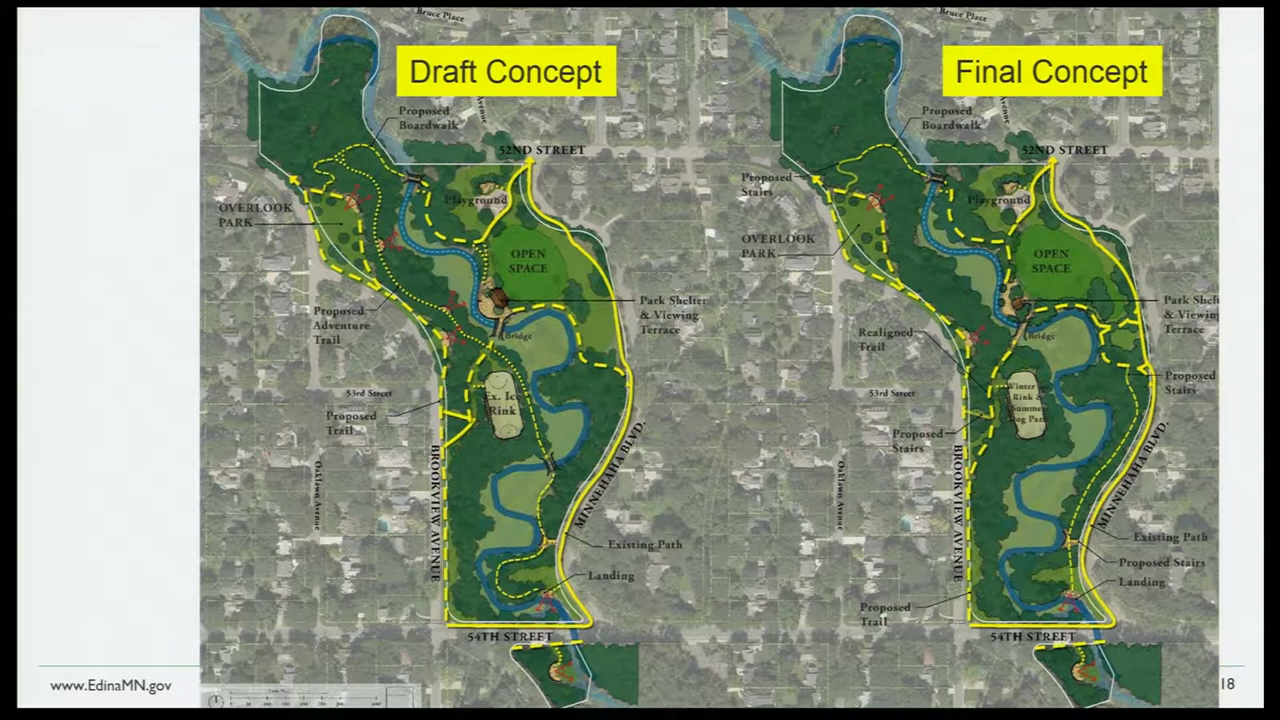 Draft Concept
Bruce Place
Avenue
Proposed
Boardwalk
52ND STREET
OVERLOOK
PARK
Playground
OPEN
SPACE
Proposed
Adventure
Trail
Park Shelter
& Viewing
Terrace
Bridge
53rd Street
Ex. Ice
Rink
Proposed
Trail
Oaklawn Avenue
BROOKVIEW AVENUE
MINNEHAHA BLVD.
Existing Path
Landing
54TH STREET
Final Concept
Bruce Place
Avenue
Proposed
Boardwalk
52ND STREET
Proposed
Stairs
Playground
OVERLOOK
PARK
OPEN
SPACE
Park Shelt
& Viewing
Terrace
Realigned
Trail
Bridge
Proposed
Stairs
53rd Street
Winter Ice
Rink &
Summer
Dog Park
Proposed
Stairs
Oaklawn Avenue
BROOKVIEW AVENUE
MINNEHAHA BLVD.
Existing Path
Proposed Stairs
Landing
Proposed
Trail
54TH STREET
www.EdinaMN.gov
18